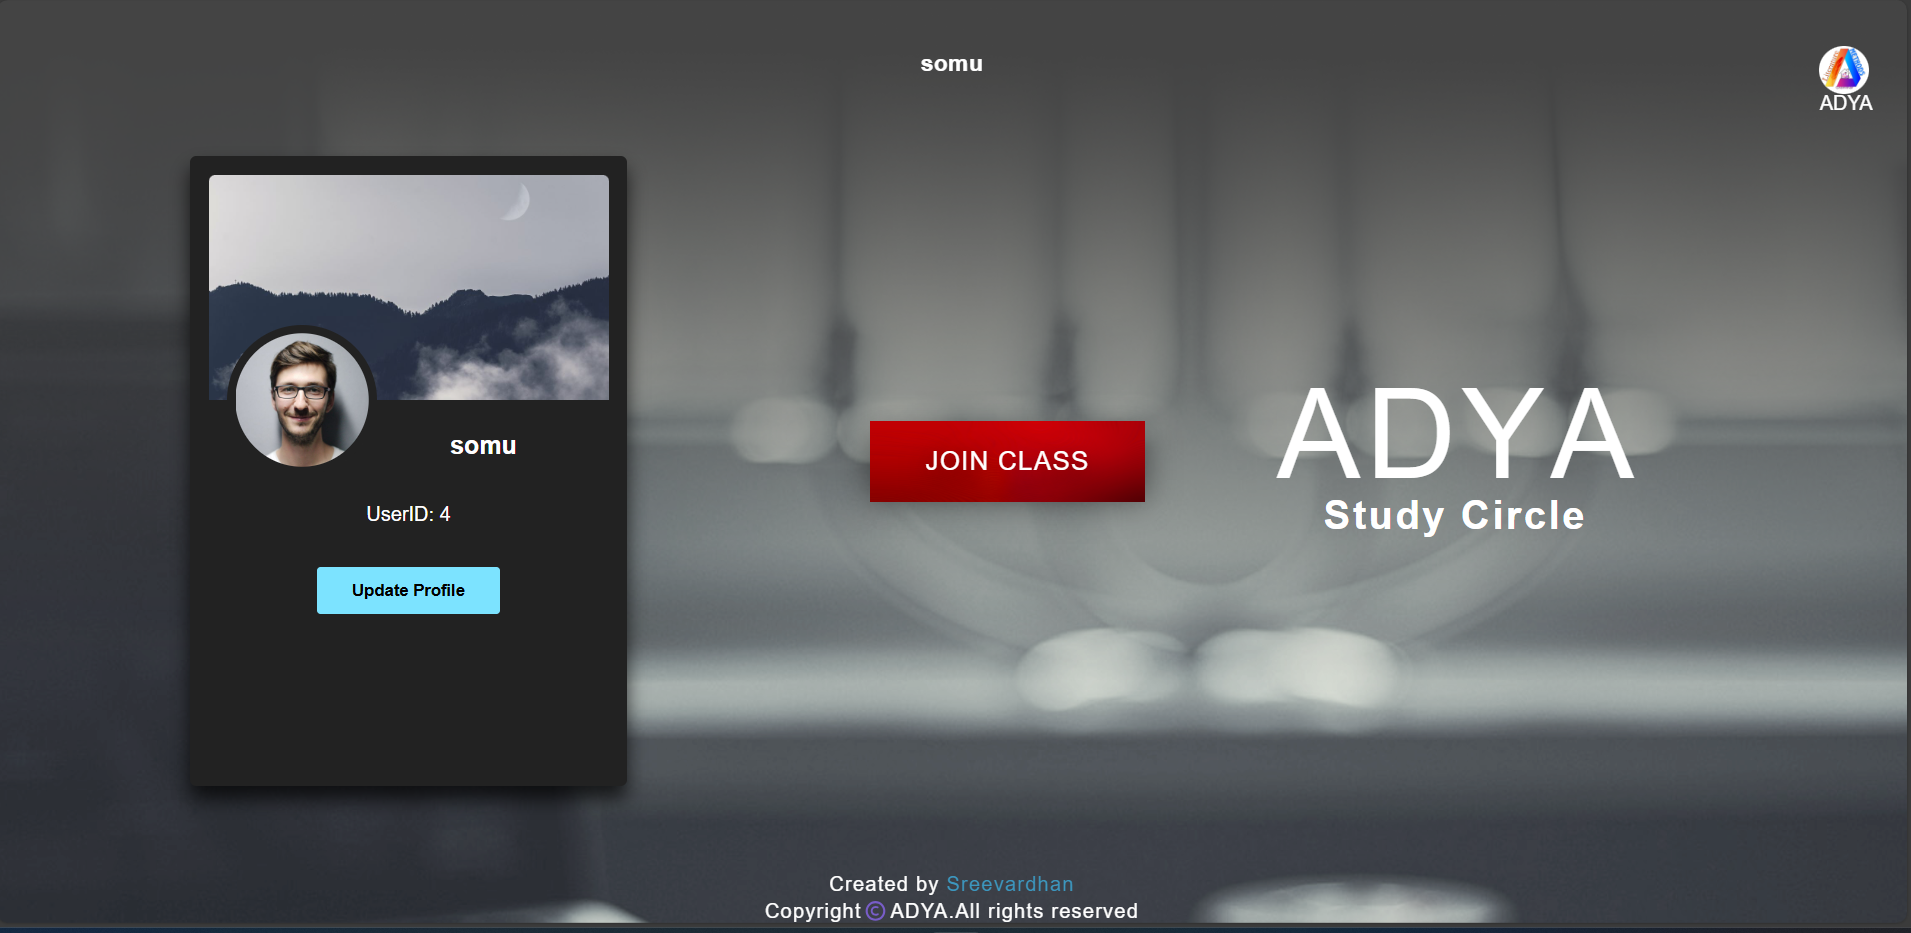 somu
ADYA
somu
UserID: 4
Update Profile
JOIN CLASS
ADYA
Study Circle
Created by Sreevardhan
Copyright © ADYA.All rights reserved